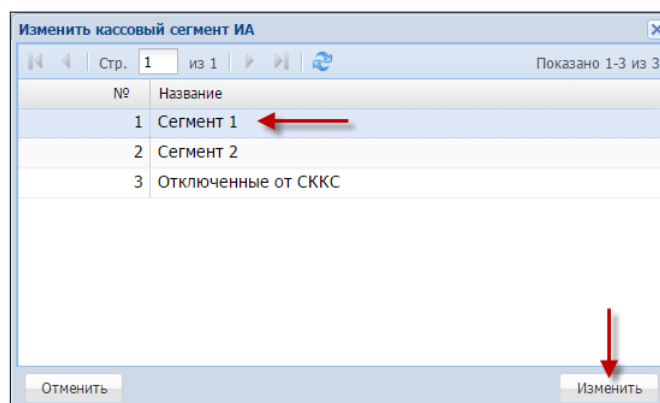 Изменить кассовый сегмент ИА
Стр. 1 из 1 Показано 1-3 из 3
№ Название
1 Сегмент 1
2 Сегмент 2
3 Отключенные от СККС
Отменить Изменить